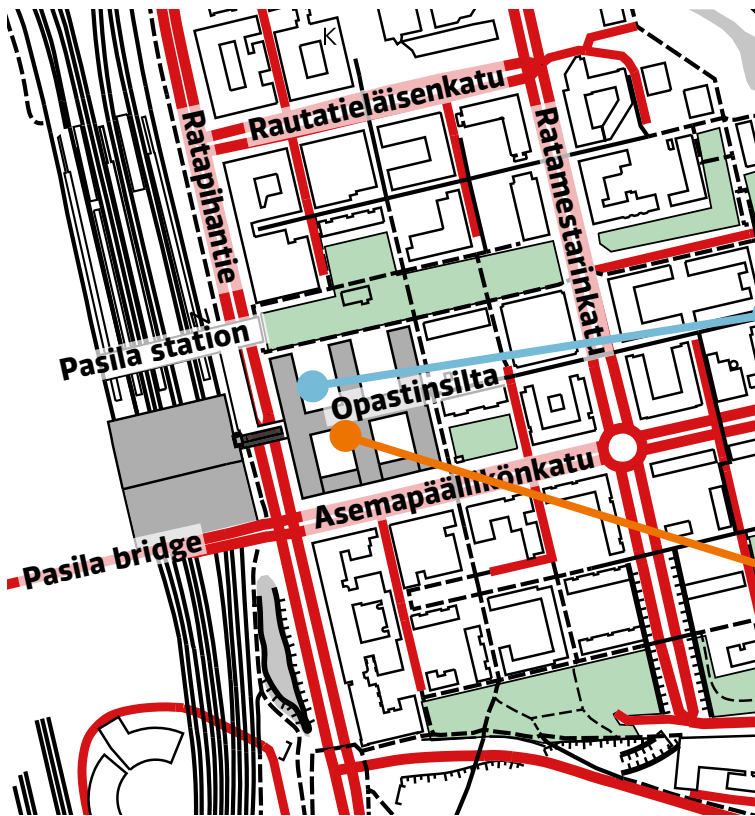 K
Rautatieläisenkatu
Ratapihantie
Ratamestarinkatu
Pasila station
Opastinsilta
Asemapäällikönkatu
Pasila bridge